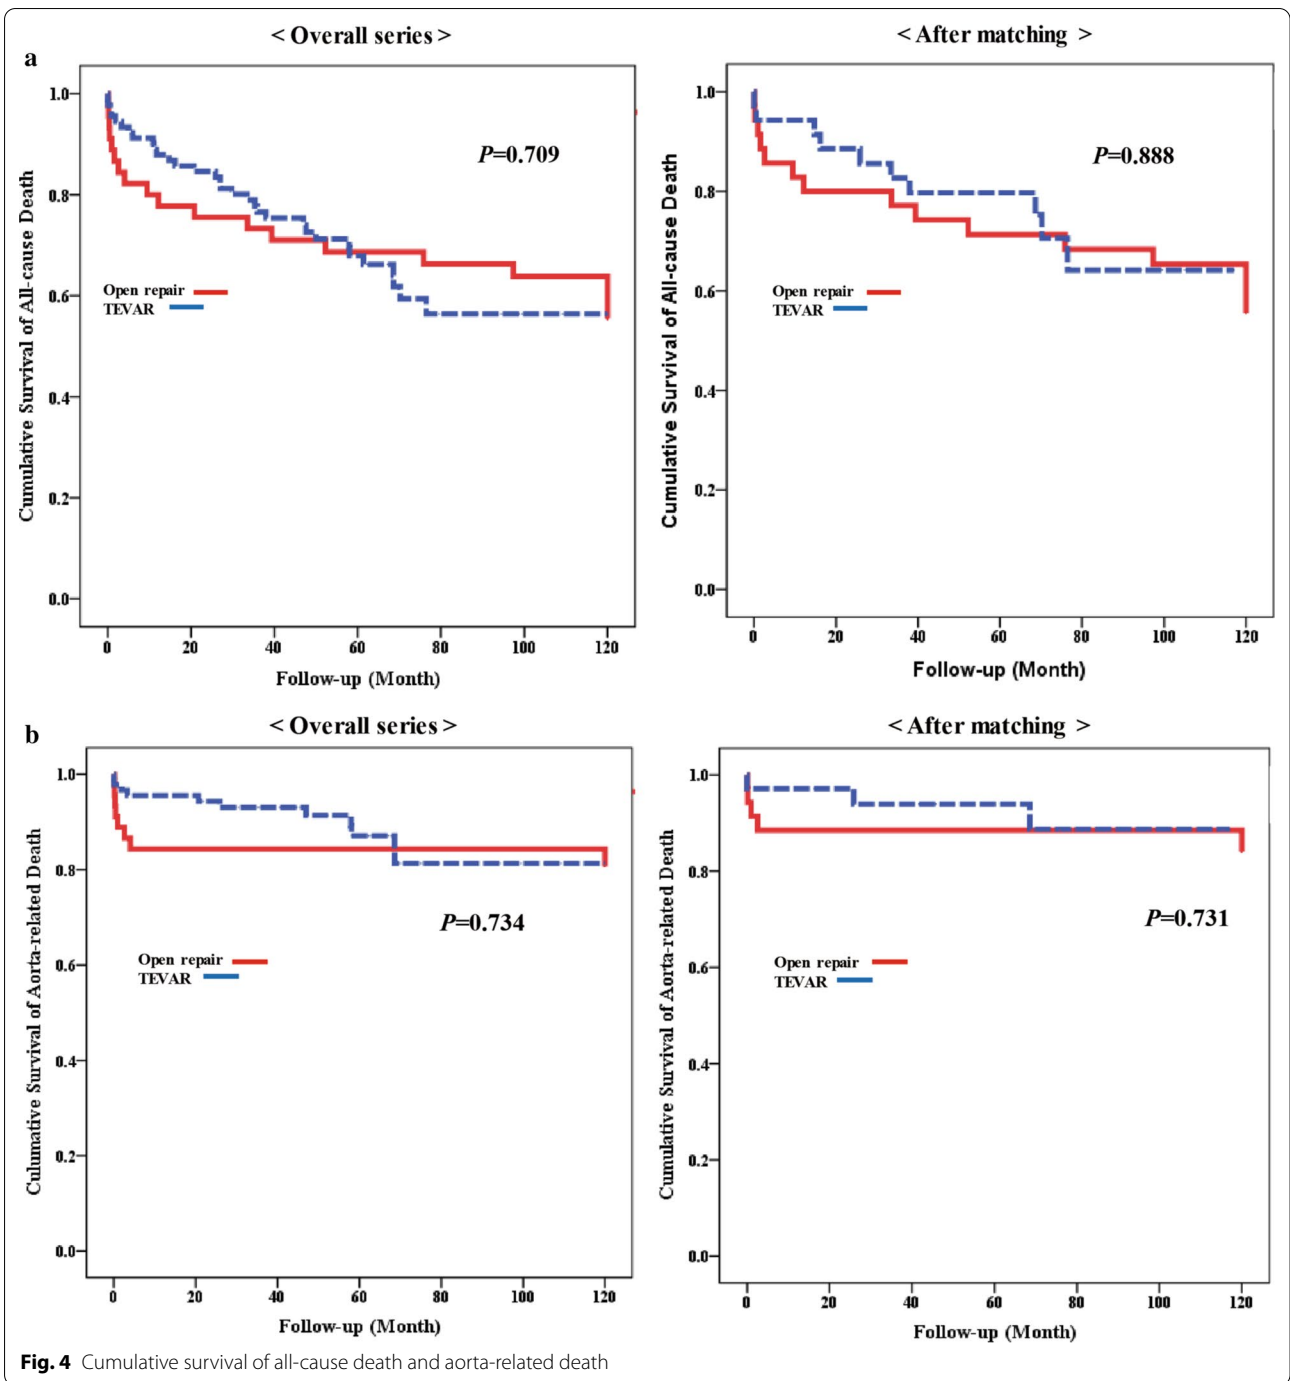 < Overall series >
< After matching >
a
Cumulative Survival of All-cause Death
1.0
0.8
0.6
0.4
0.2
0.0
P=0.709
Open repair
TEVAR
0 20 40 60 80 100 120
Follow-up (Month)
Cumulative Survival of All-cause Death
1.0
0.8
0.6
0.4
0.2
0.0
P=0.888
Open repair
TEVAR
0 20 40 60 80 100 120
Follow-up (Month)
b
< Overall series >
< After matching >
Culumative Survival of Aorta-related Death
1.0
0.8
0.6
0.4
0.2
0.0
P=0.734
Open repair
TEVAR
0 20 40 60 80 100 120
Follow-up (Month)
Cumulative Survival of Aorta-related Death
1.0
0.8
0.6
0.4
0.2
0.0
P=0.731
Open repair
TEVAR
0 20 40 60 80 100 120
Follow-up (Month)
Fig. 4 Cumulative survival of all-cause death and aorta-related death